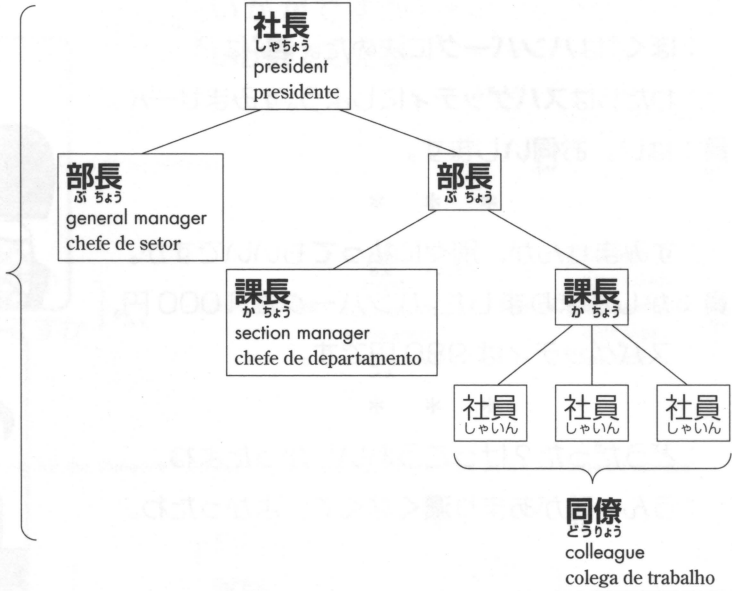 社長
しゃちょう
president
presidente
部長
ぶ ちょう
general manager
chefe de setor
部長
ぶ ちょう
課長
か ちょう
section manager
chefe de departamento
課長
か ちょう
社員
しゃいん
社員
しゃいん
社員
しゃいん
同僚
どうりょう
colleague
colega de trabalho